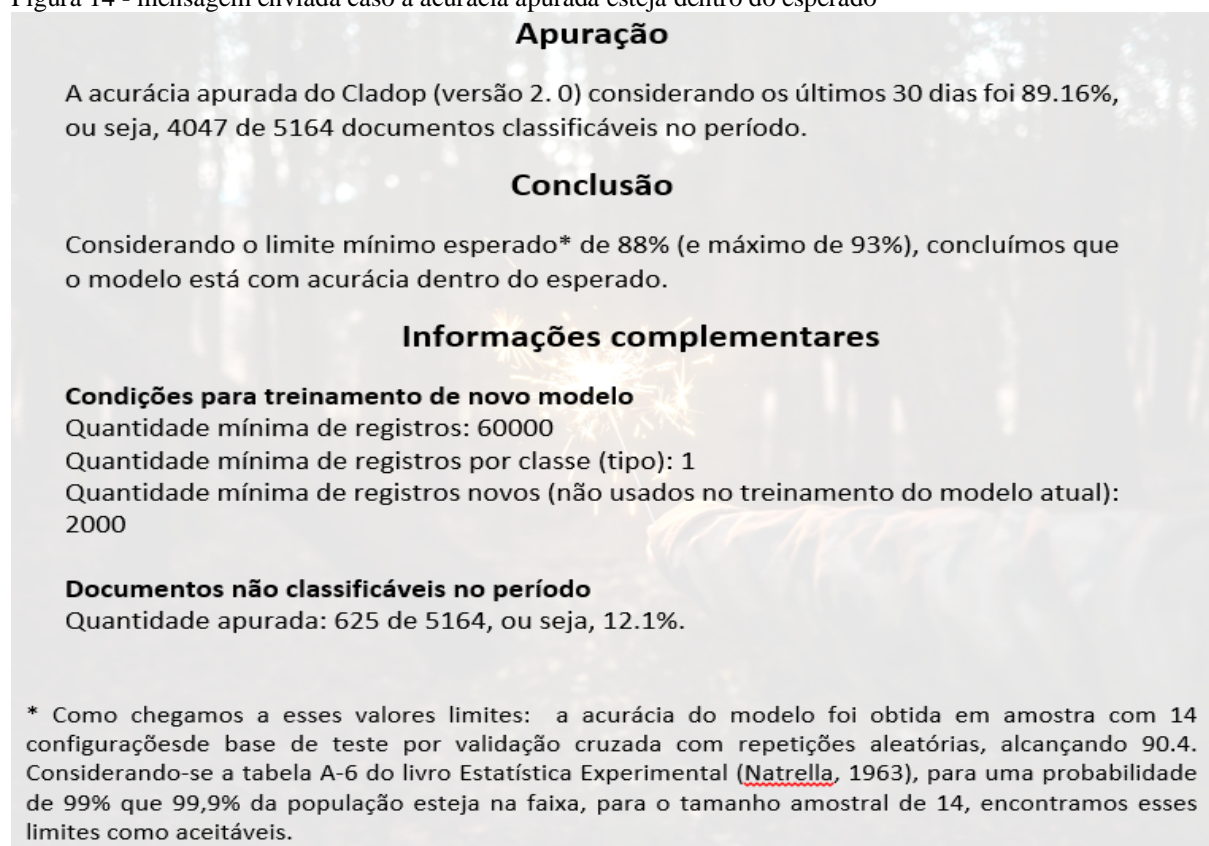 Figura 14 - mensagem enviada caso a acurácia apurada esteja dentro do esperado
Apuração
A acurácia apurada do Cladop (versão 2. 0) considerando os últimos 30 dias foi 89.16%,
ou seja, 4047 de 5164 documentos classificáveis no período.
Conclusão
Considerando o limite mínimo esperado* de 88% (e máximo de 93%), concluímos que
o modelo está com acurácia dentro do esperado.
Informações complementares
Condições para treinamento de novo modelo
Quantidade mínima de registros: 60000
Quantidade mínima de registros por classe (tipo): 1
Quantidade mínima de registros novos (não usados no treinamento do modelo atual):
2000
Documentos não classificáveis no período
Quantidade apurada: 625 de 5164, ou seja, 12.1%.
* Como chegamos a esses valores limites: a acurácia do modelo foi obtida em amostra com 14
configuraçõesde base de teste por validação cruzada com repetições aleatórias, alcançando 90.4.
Considerando-se a tabela A-6 do livro Estatística Experimental (Natrella, 1963), para uma probabilidade
de 99% que 99,9% da população esteja na faixa, para o tamanho amostral de 14, encontramos esses
limites como aceitáveis.